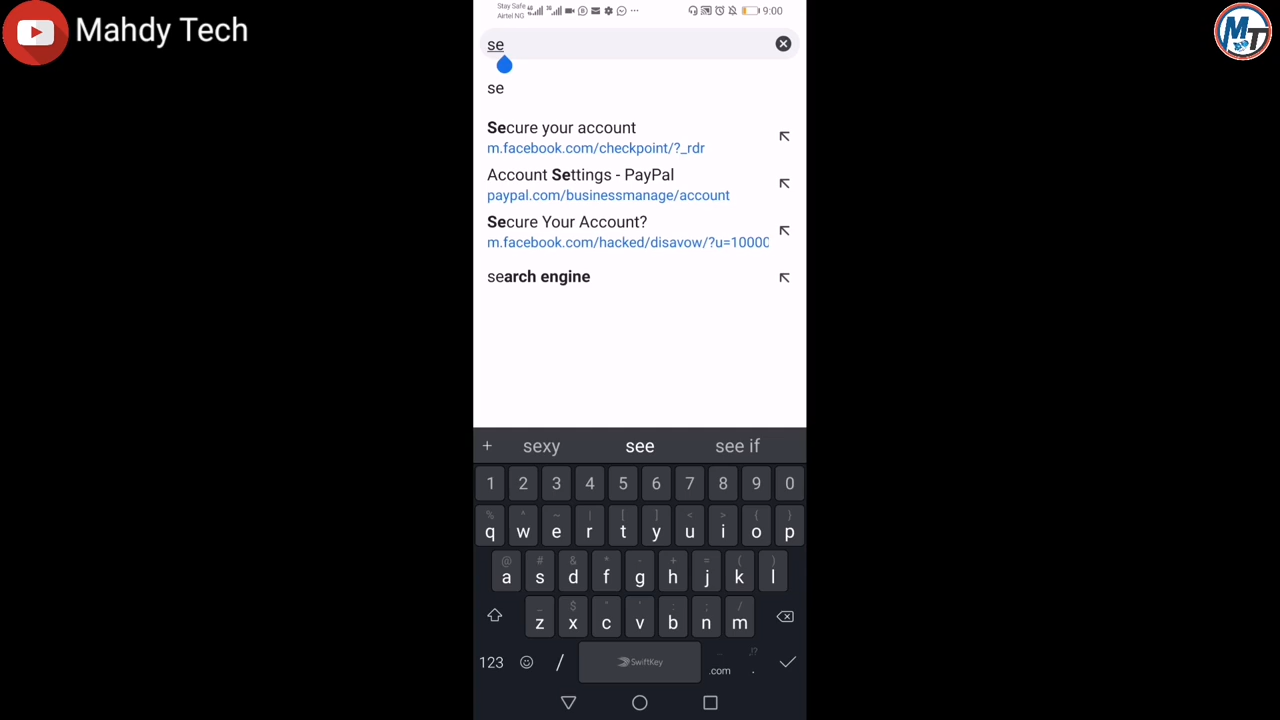 Mahdy Tech
MT
Stay Safe
Airtel NG
9:00
se
se
Secure your account
m.facebook.com/checkpoint/?_rdr
Account Settings - PayPal
paypal.com/businessmanage/account
Secure Your Account?
m.facebook.com/hacked/disavow/?u=10000
search engine
+ sexy see see if
1 2 3 4 5 6 7 8 9 0
q w e r t y u i o p
@ # & * - + = ( )
a s d f g h j k l
z x c v b n m
123 / SwiftKey .com .